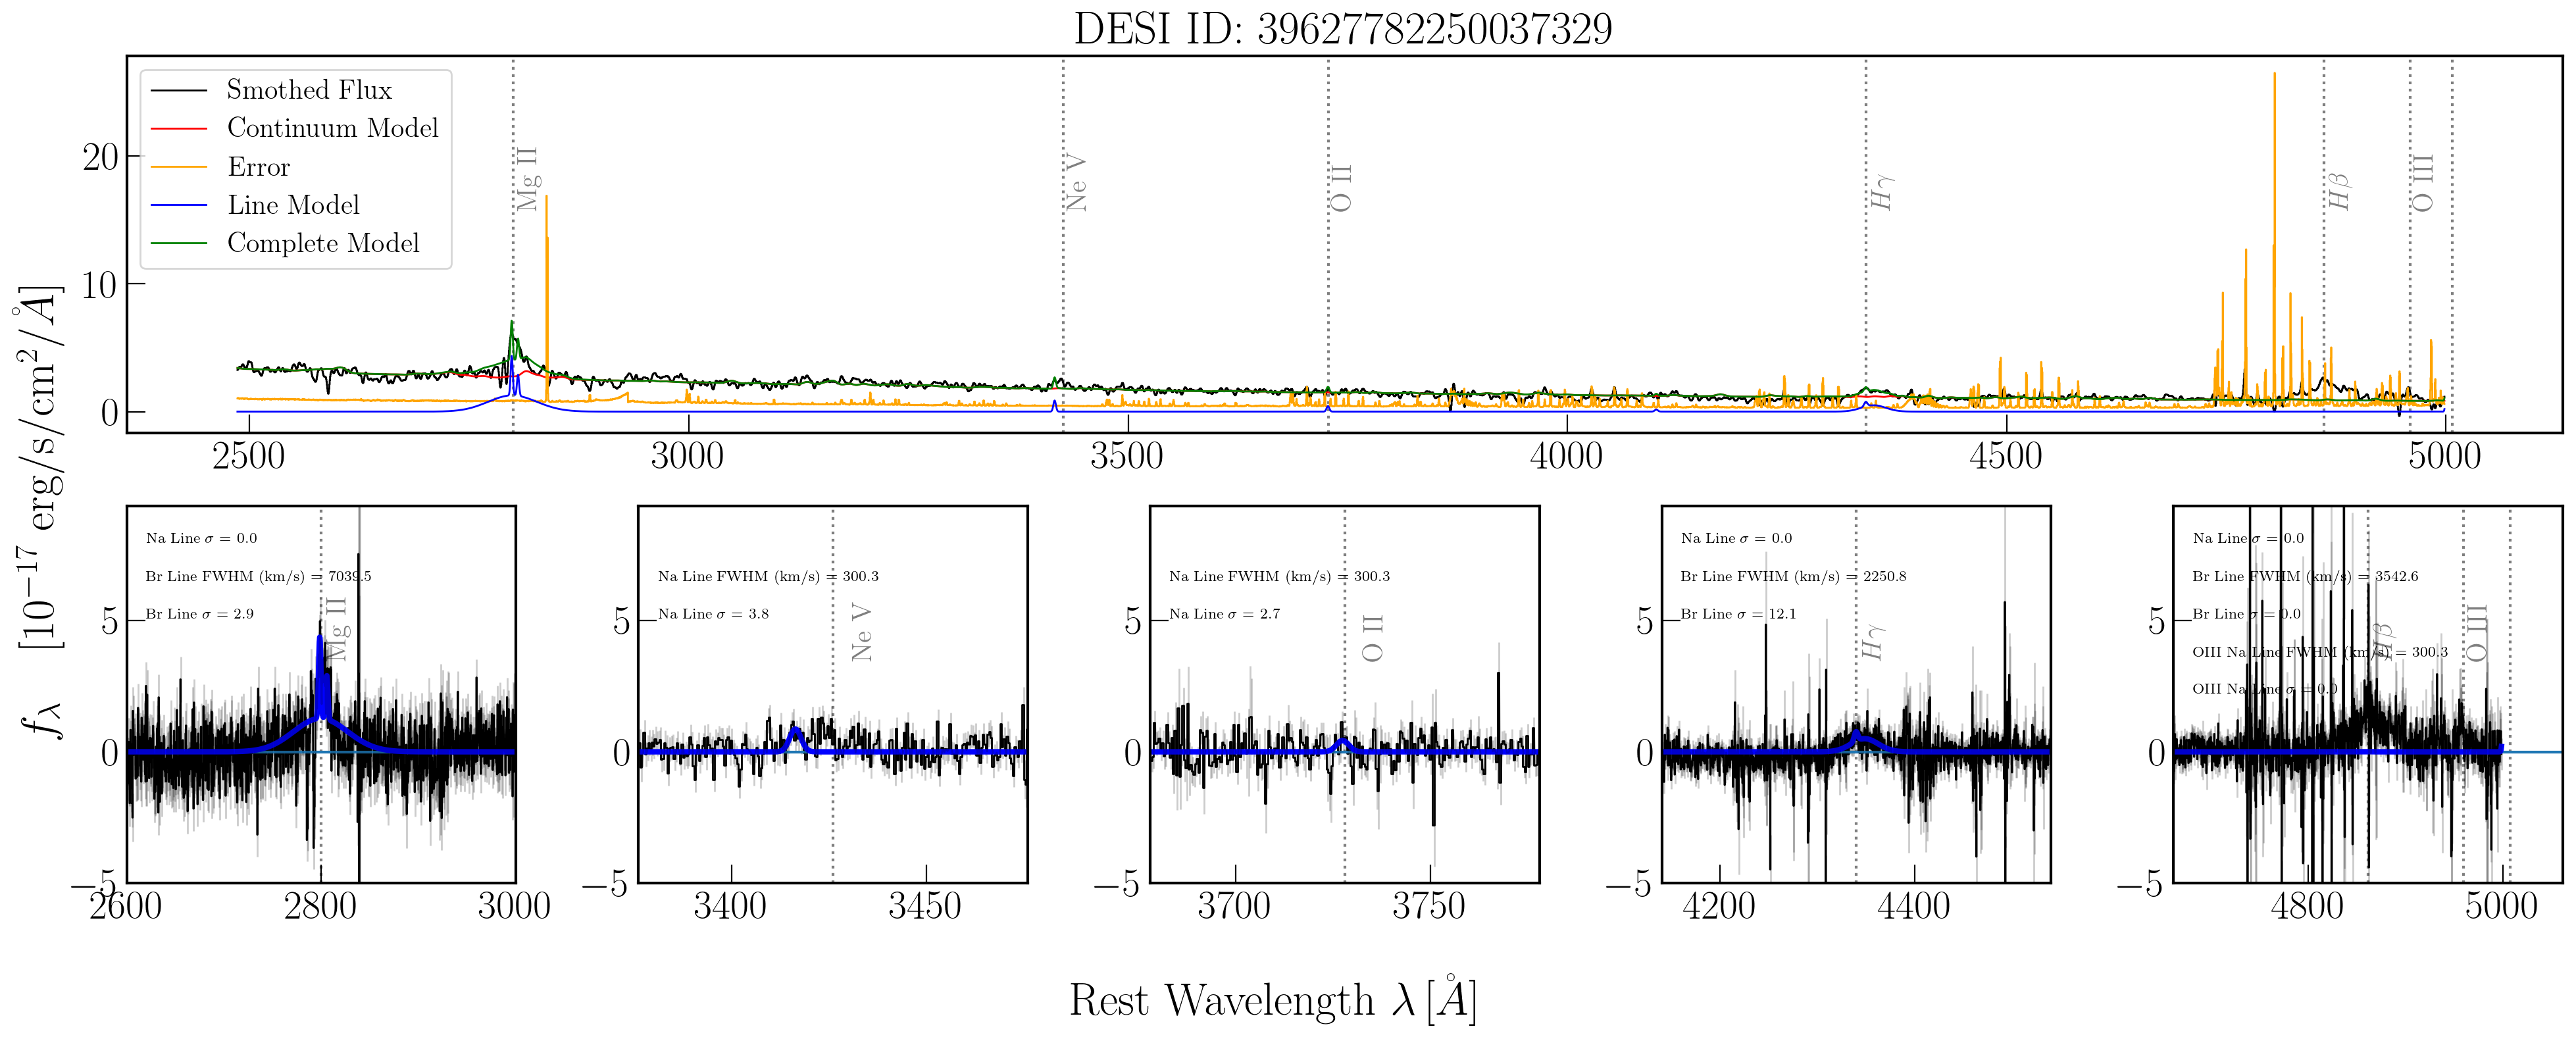 DESI ID: 39627782250037329
Smothed Flux
Continuum Model
Error
Line Model
Complete Model
Mg II
Ne V
O II
Hγ
Hβ
O III
20
10
0
2500 3000 3500 4000 4500 5000
fλ [10⁻¹⁷ erg/s/cm²/Å]
Na Line σ = 0.0
Br Line FWHM (km/s) = 7039.5
Br Line σ = 2.9
Mg II
5
0
−5
2600 2800 3000
Na Line FWHM (km/s) = 300.3
Na Line σ = 3.8
Ne V
5
0
−5
3400 3450
Na Line FWHM (km/s) = 300.3
Na Line σ = 2.7
O II
5
0
−5
3700 3750
Na Line σ = 0.0
Br Line FWHM (km/s) = 2250.8
Br Line σ = 12.1
Hγ
5
0
−5
4200 4400
Na Line σ = 0.0
Br Line FWHM (km/s) = 3542.6
Br Line σ = 0.0
OIII Na Line FWHM (km/s) = 300.3
OIII Na Line σ = 0.0
Hβ
O III
5
0
−5
4800 5000
Rest Wavelength λ [Å]